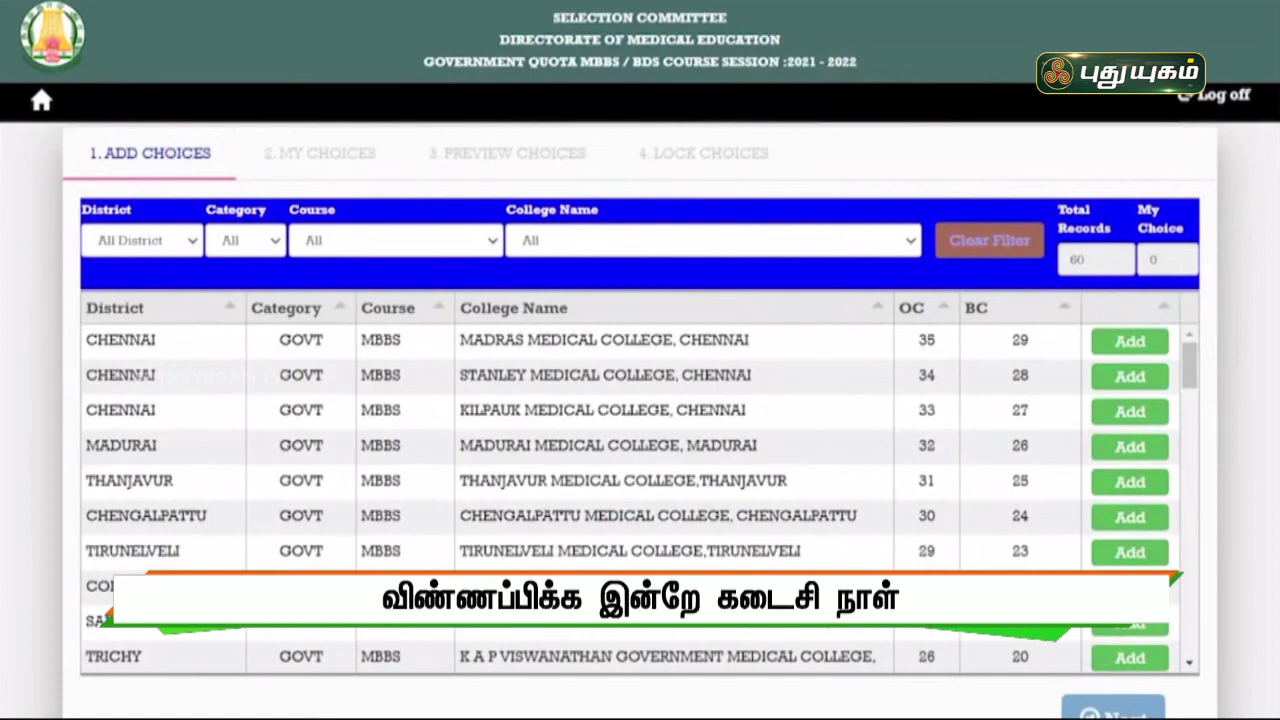 SELECTION COMMITTEE
DIRECTORATE OF MEDICAL EDUCATION
GOVERNMENT QUOTA MBBS / BDS COURSE SESSION :2021 - 2022
புதுயுகம்
Log off
1. ADD CHOICES 2. MY CHOICES 3. PREVIEW CHOICES 4. LOCK CHOICES
District Category Course College Name Total Records My Choice
All District All All All Clear Filter 60 0
District Category Course College Name OC BC
CHENNAI GOVT MBBS MADRAS MEDICAL COLLEGE, CHENNAI 35 29 Add
CHENNAI GOVT MBBS STANLEY MEDICAL COLLEGE, CHENNAI 34 28 Add
CHENNAI GOVT MBBS KILPAUK MEDICAL COLLEGE, CHENNAI 33 27 Add
MADURAI GOVT MBBS MADURAI MEDICAL COLLEGE, MADURAI 32 26 Add
THANJAVUR GOVT MBBS THANJAVUR MEDICAL COLLEGE,THANJAVUR 31 25 Add
CHENGALPATTU GOVT MBBS CHENGALPATTU MEDICAL COLLEGE, CHENGALPATTU 30 24 Add
TIRUNELVELI GOVT MBBS TIRUNELVELI MEDICAL COLLEGE,TIRUNELVELI 29 23 Add
விண்ணப்பிக்க இன்றே கடைசி நாள்
TRICHY GOVT MBBS K A P VISWANATHAN GOVERNMENT MEDICAL COLLEGE, 26 20 Add